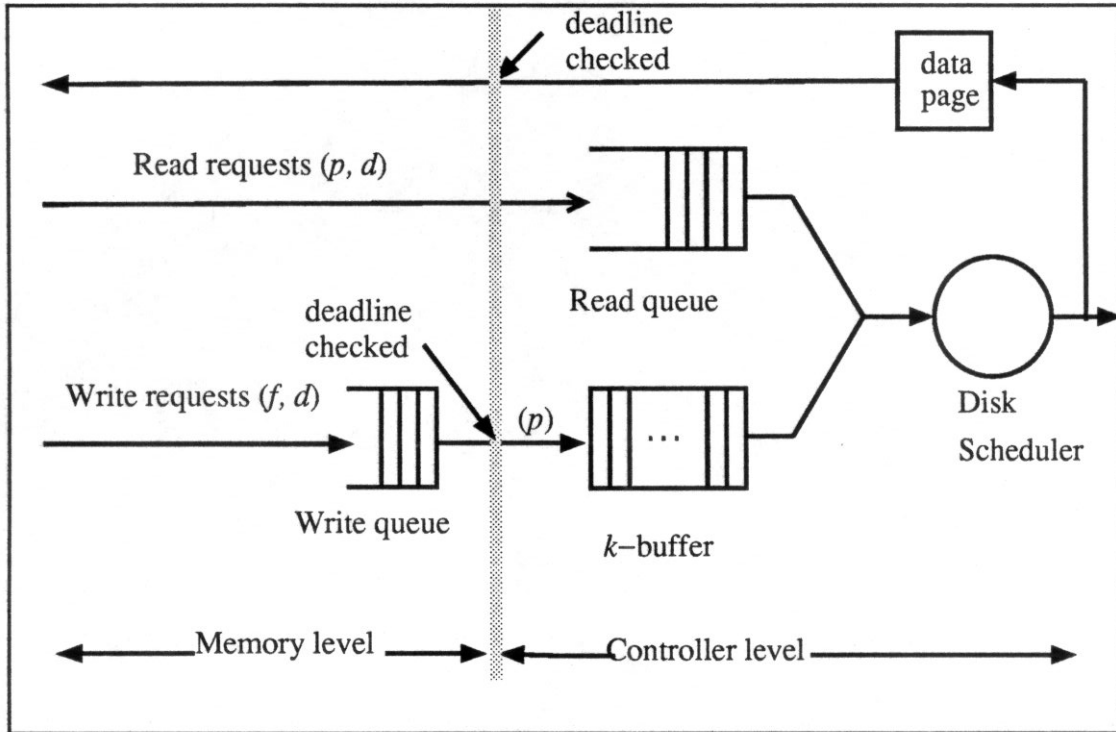 deadline
checked
data
page
Read requests (p, d)
Read queue
deadline
checked
Write requests (f, d)
(p)
...
Disk
Scheduler
Write queue
k–buffer
Memory level
Controller level